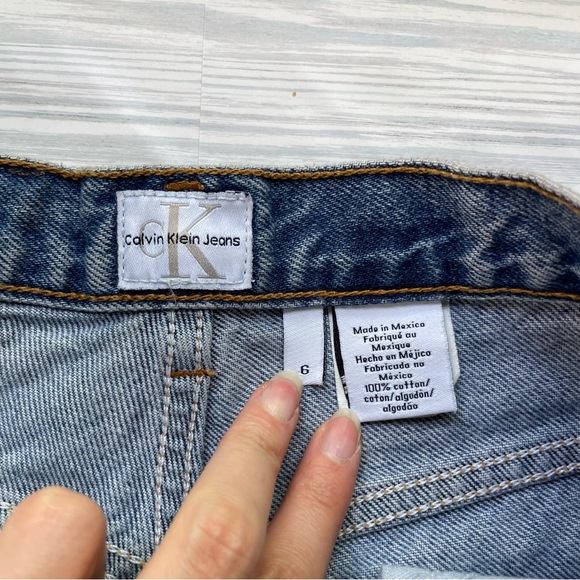 cK
Calvin Klein Jeans
6
Made in Mexico
Fabriqué au
Mexique
Hecho en Méjico
Fabricado no
México
100% cotton/
coton/algodón/
algodão